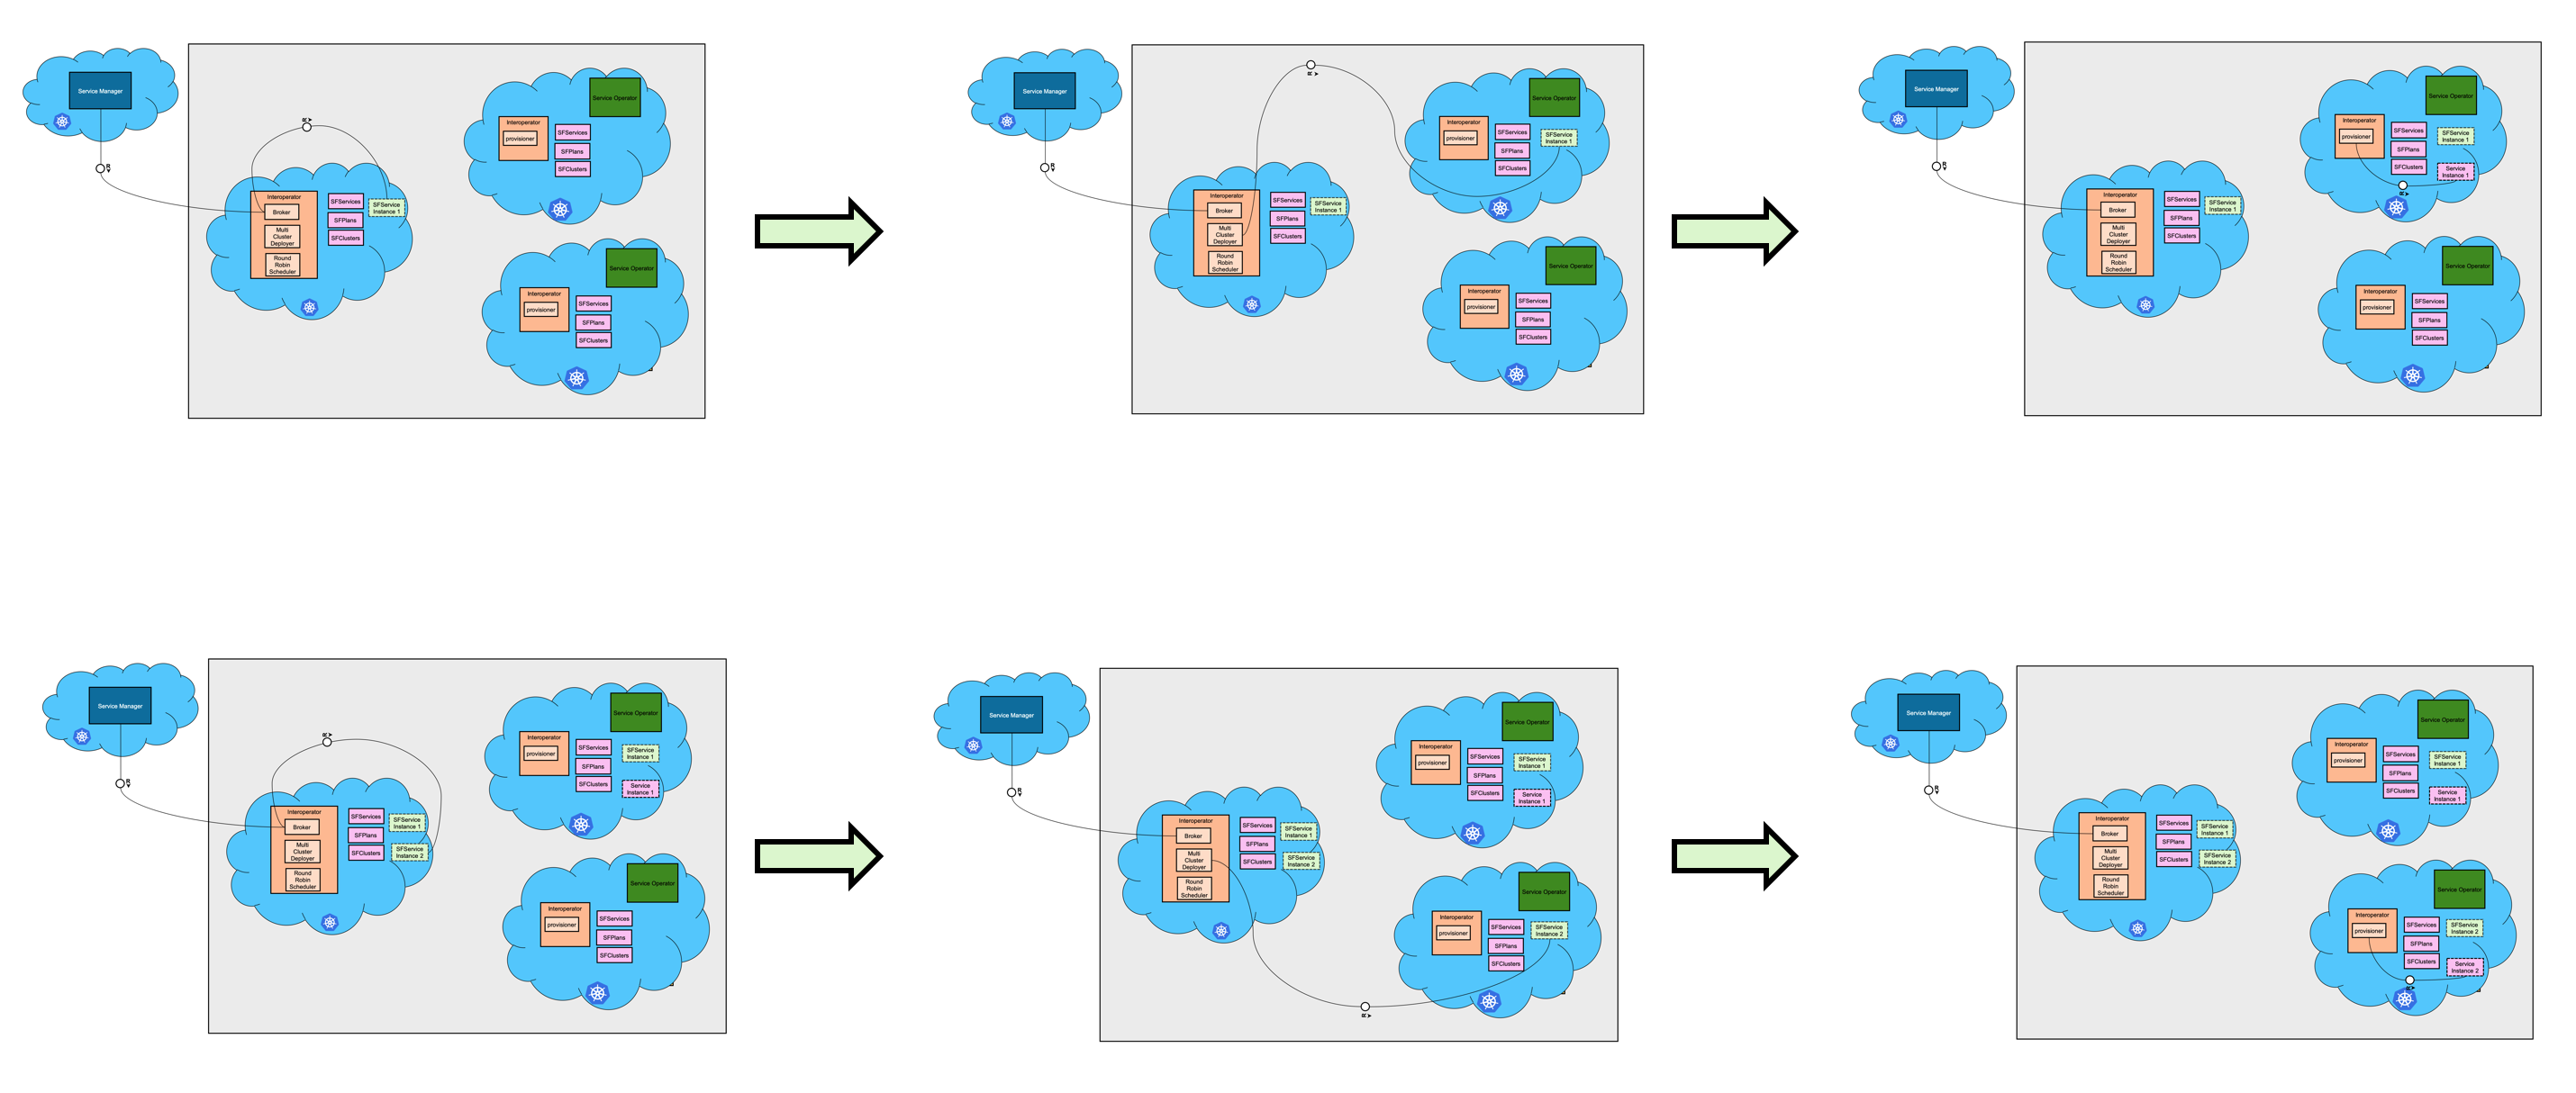 Service Manager
R
R
Interoperator
Broker
Multi
Cluster
Deployer
Round
Robin
Scheduler
SFServices
SFPlans
SFClusters
SFService
Instance 1
Service Operator
Interoperator
provisioner
SFServices
SFPlans
SFClusters
Service Operator
Interoperator
provisioner
SFServices
SFPlans
SFClusters
Service Manager
R
R
Interoperator
Broker
Multi
Cluster
Deployer
Round
Robin
Scheduler
SFServices
SFPlans
SFClusters
SFService
Instance 1
Service Operator
Interoperator
provisioner
SFServices
SFPlans
SFClusters
SFService
Instance 1
Service Operator
Interoperator
provisioner
SFServices
SFPlans
SFClusters
Service Manager
R
Interoperator
Broker
Multi
Cluster
Deployer
Round
Robin
Scheduler
SFServices
SFPlans
SFClusters
SFService
Instance 1
Service Operator
Interoperator
provisioner
SFServices
SFPlans
SFClusters
SFService
Instance 1
Service
Instance 1
R
Service Operator
Interoperator
provisioner
SFServices
SFPlans
SFClusters
Service Manager
R
R
Interoperator
Broker
Multi
Cluster
Deployer
Round
Robin
Scheduler
SFServices
SFPlans
SFClusters
SFService
Instance 1
SFService
Instance 2
Service Operator
Interoperator
provisioner
SFServices
SFPlans
SFClusters
SFService
Instance 1
Service
Instance 1
Service Operator
Interoperator
provisioner
SFServices
SFPlans
SFClusters
Service Manager
R
Interoperator
Broker
Multi
Cluster
Deployer
Round
Robin
Scheduler
SFServices
SFPlans
SFClusters
SFService
Instance 1
SFService
Instance 2
Service Operator
Interoperator
provisioner
SFServices
SFPlans
SFClusters
SFService
Instance 1
Service
Instance 1
Service Operator
Interoperator
provisioner
SFServices
SFPlans
SFClusters
SFService
Instance 2
R
Service Manager
R
Interoperator
Broker
Multi
Cluster
Deployer
Round
Robin
Scheduler
SFServices
SFPlans
SFClusters
SFService
Instance 1
SFService
Instance 2
Service Operator
Interoperator
provisioner
SFServices
SFPlans
SFClusters
SFService
Instance 1
Service
Instance 1
Service Operator
Interoperator
provisioner
SFServices
SFPlans
SFClusters
SFService
Instance 2
Service
Instance 2
R